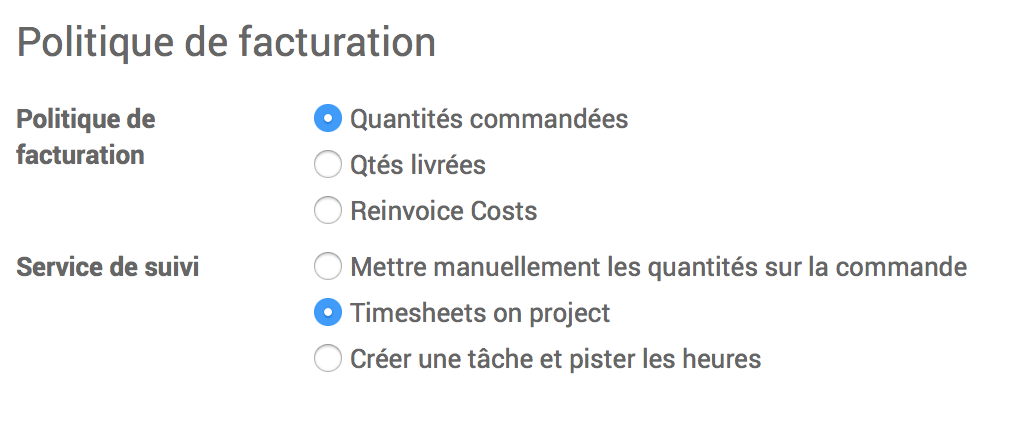 Politique de facturation
Politique de
facturation
Quantités commandées
Qtés livrées
Reinvoice Costs
Service de suivi
Mettre manuellement les quantités sur la commande
Timesheets on project
Créer une tâche et pister les heures